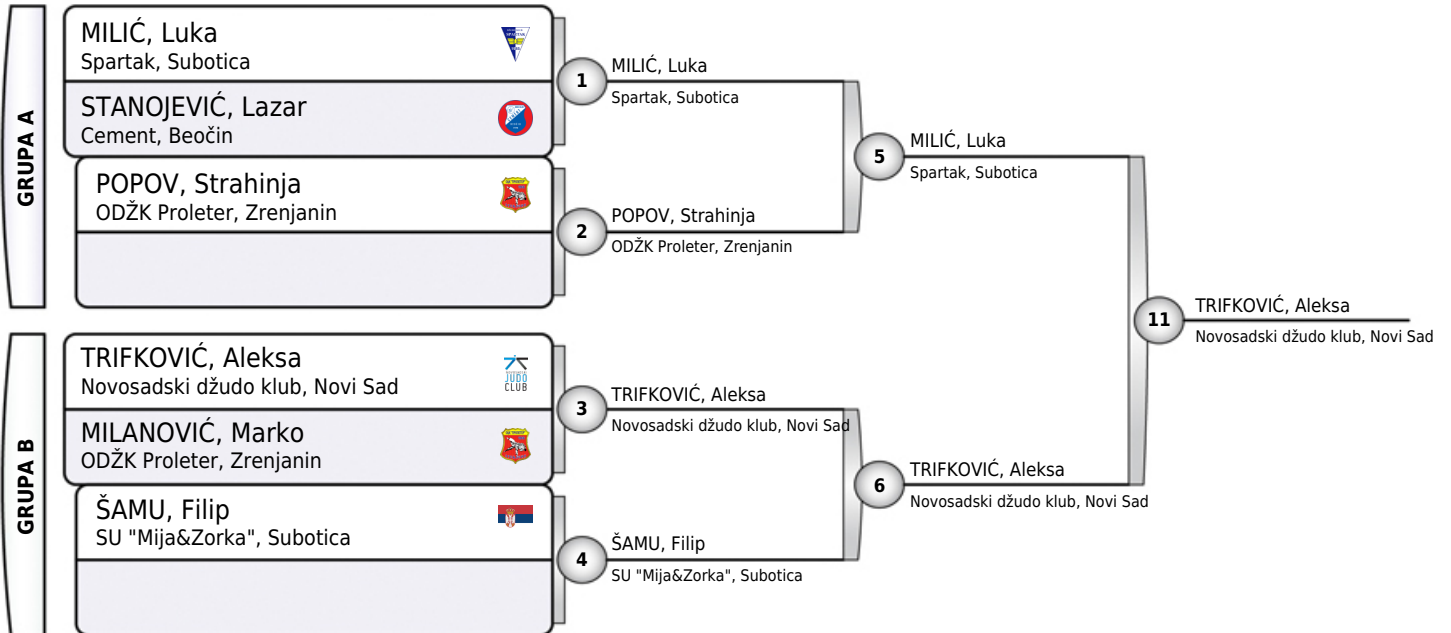 GRUPA A
MILIĆ, Luka
Spartak, Subotica
STANOJEVIĆ, Lazar
Cement, Beočin
POPOV, Strahinja
ODŽK Proleter, Zrenjanin
1
MILIĆ, Luka
Spartak, Subotica
2
POPOV, Strahinja
ODŽK Proleter, Zrenjanin
5
MILIĆ, Luka
Spartak, Subotica
GRUPA B
TRIFKOVIĆ, Aleksa
Novosadski džudo klub, Novi Sad
JUDO
CLUB
MILANOVIĆ, Marko
ODŽK Proleter, Zrenjanin
ŠAMU, Filip
SU "Mija&Zorka", Subotica
3
TRIFKOVIĆ, Aleksa
Novosadski džudo klub, Novi Sad
4
ŠAMU, Filip
SU "Mija&Zorka", Subotica
6
TRIFKOVIĆ, Aleksa
Novosadski džudo klub, Novi Sad
11
TRIFKOVIĆ, Aleksa
Novosadski džudo klub, Novi Sad